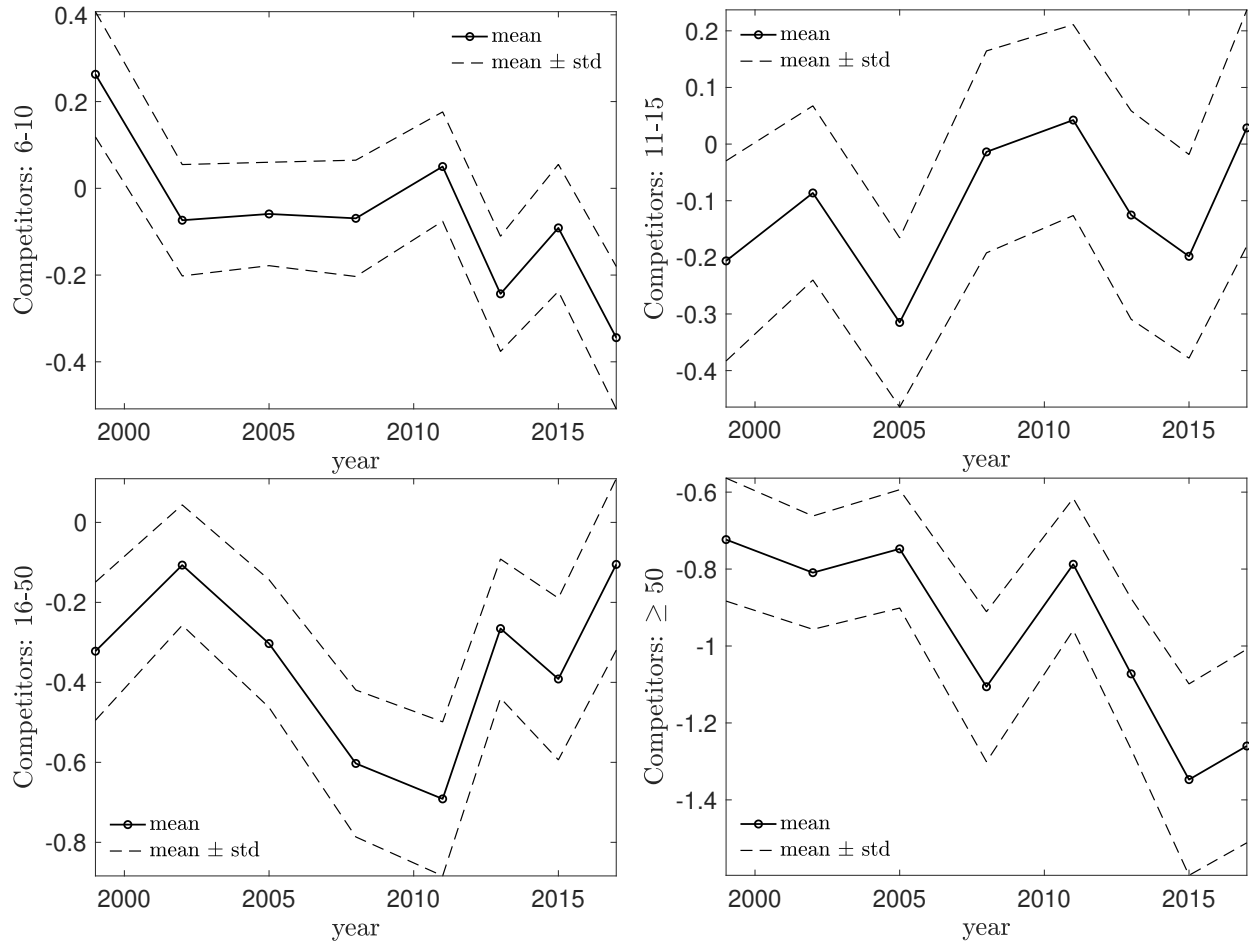 Competitors: 6-10
0.4
0.2
0
-0.2
-0.4
mean
mean ± std
2000 2005 2010 2015
year
Competitors: 11-15
0.2
0.1
0
-0.1
-0.2
-0.3
-0.4
mean
mean ± std
2000 2005 2010 2015
year
Competitors: 16-50
0
-0.2
-0.4
-0.6
-0.8
mean
mean ± std
2000 2005 2010 2015
year
Competitors: ≥ 50
-0.6
-0.8
-1
-1.2
-1.4
mean
mean ± std
2000 2005 2010 2015
year